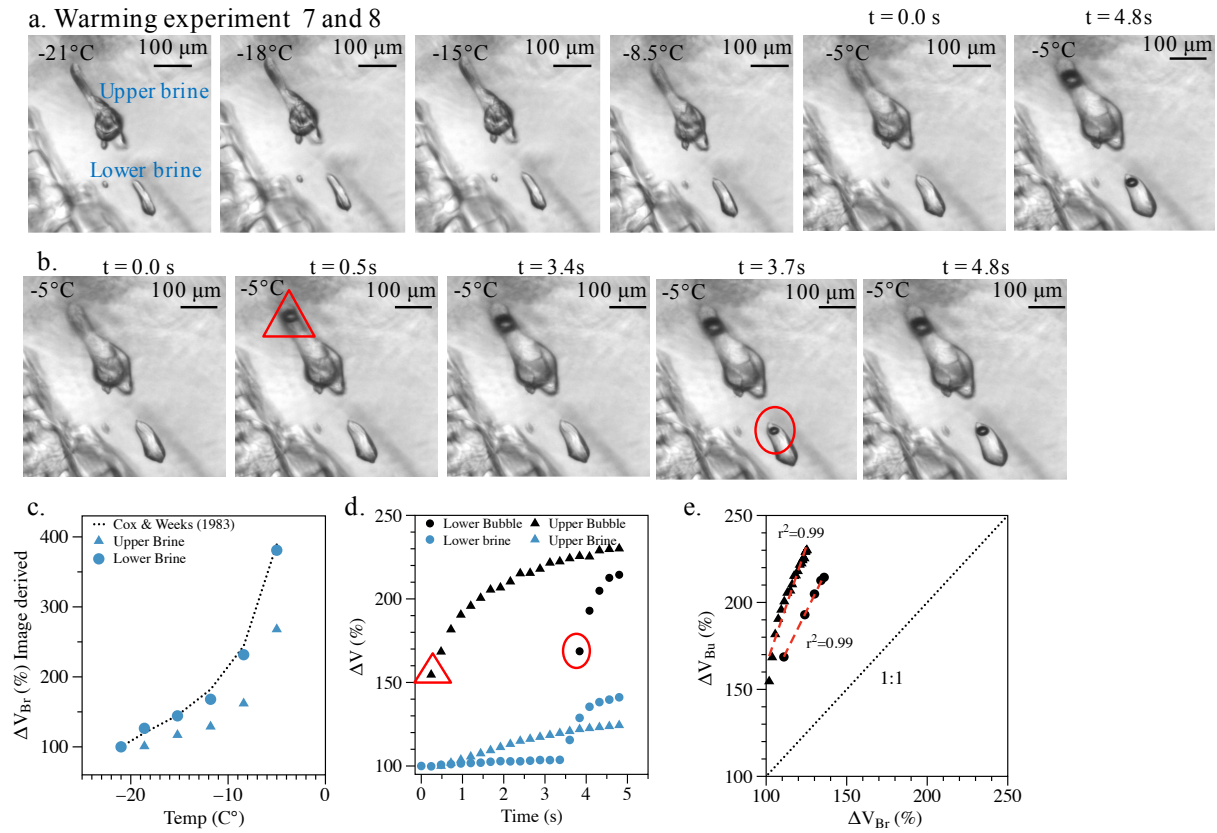 a. Warming experiment 7 and 8
t = 0.0 s
t = 4.8s
-21°C
100 μm
-18°C
100 μm
-15°C
100 μm
-8.5°C
100 μm
-5°C
100 μm
-5°C
100 μm
Upper brine
Lower brine
b.
t = 0.0 s
t = 0.5s
t = 3.4s
t = 3.7s
t = 4.8s
-5°C
100 μm
-5°C
100 μm
-5°C
100 μm
-5°C
100 μm
-5°C
100 μm
c.
Cox & Weeks (1983)
Upper Brine
Lower Brine
ΔV_Br (%) Image derived
400
300
200
100
−20
−10
0
Temp (C°)
d.
Lower Bubble
Upper Bubble
Lower brine
Upper Brine
ΔV (%)
250
200
150
100
0
1
2
3
4
5
Time (s)
e.
r²=0.99
r²=0.99
1:1
ΔV_Bu (%)
250
200
150
100
100
150
200
250
ΔV_Br (%)